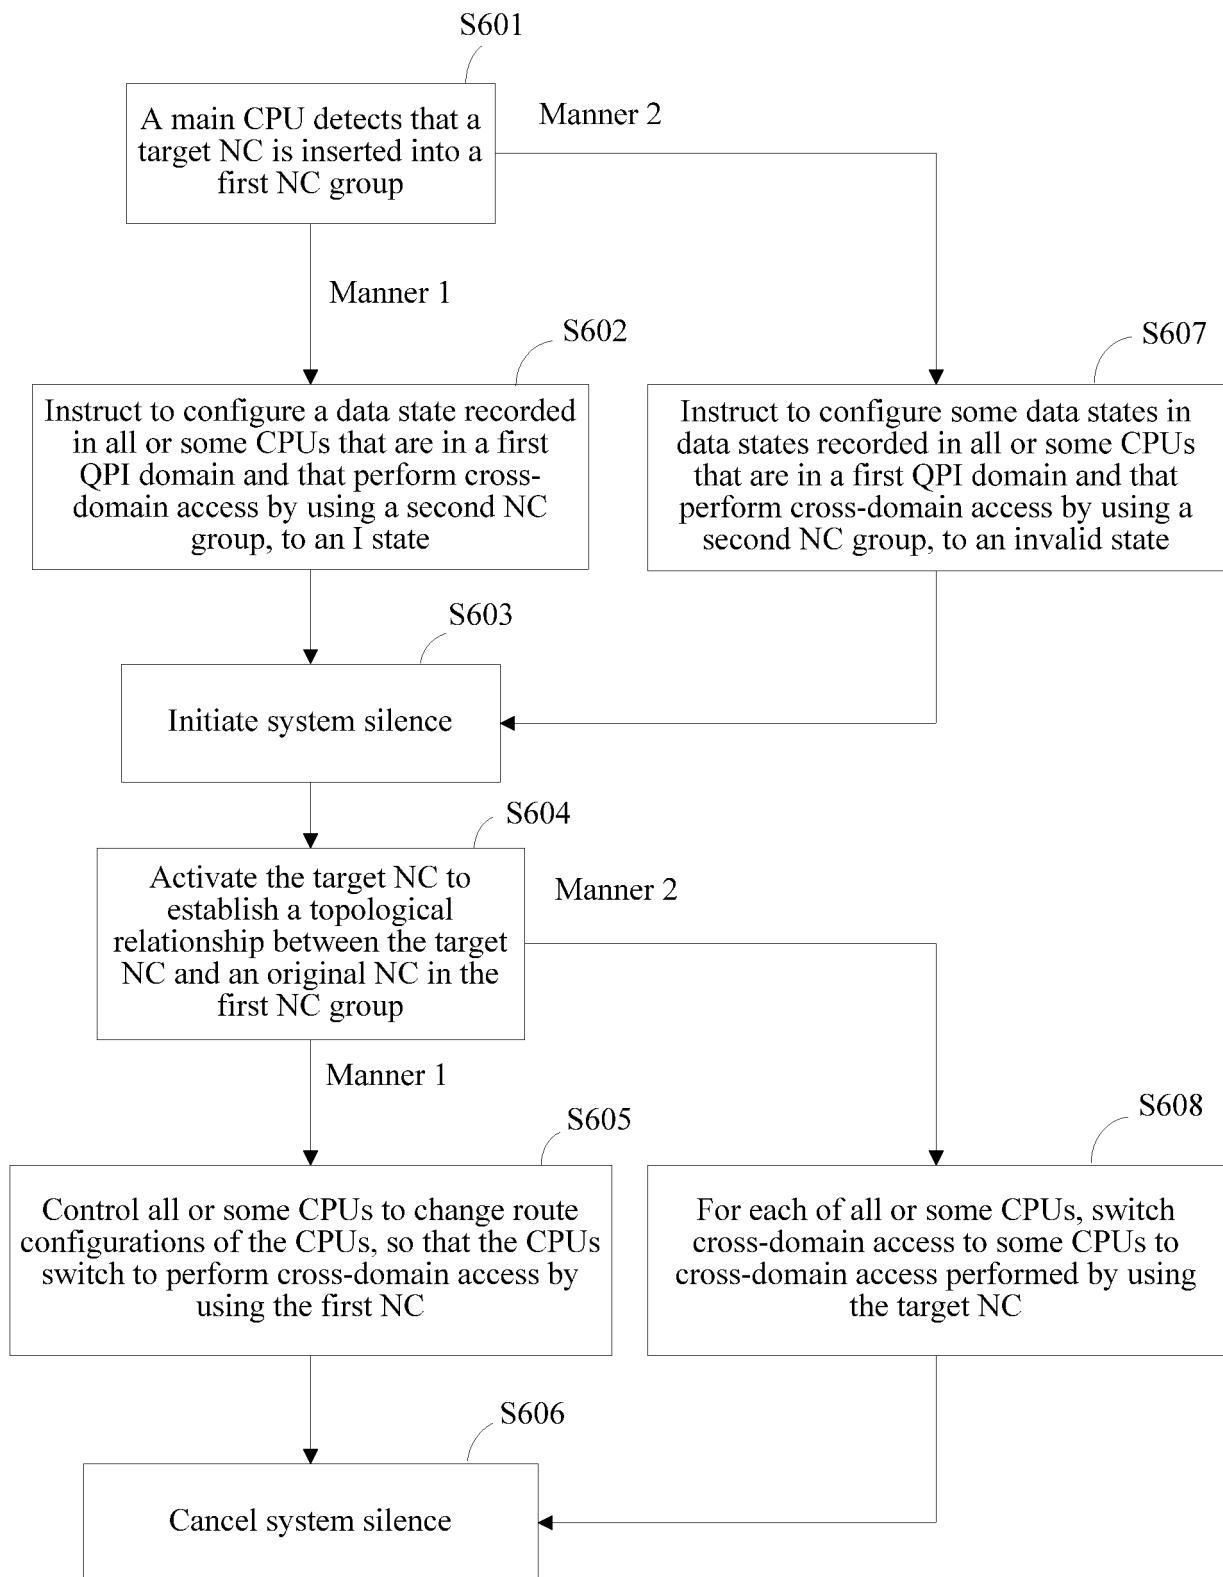 S601
A main CPU detects that a
target NC is inserted into a
first NC group
Manner 2
Manner 1
S602
Instruct to configure a data state recorded
in all or some CPUs that are in a first
QPI domain and that perform cross-
domain access by using a second NC
group, to an I state
S607
Instruct to configure some data states in
data states recorded in all or some CPUs
that are in a first QPI domain and that
perform cross-domain access by using a
second NC group, to an invalid state
S603
Initiate system silence
S604
Activate the target NC to
establish a topological
relationship between the target
NC and an original NC in the
first NC group
Manner 2
Manner 1
S605
Control all or some CPUs to change route
configurations of the CPUs, so that the CPUs
switch to perform cross-domain access by
using the first NC
S608
For each of all or some CPUs, switch
cross-domain access to some CPUs to
cross-domain access performed by using
the target NC
S606
Cancel system silence